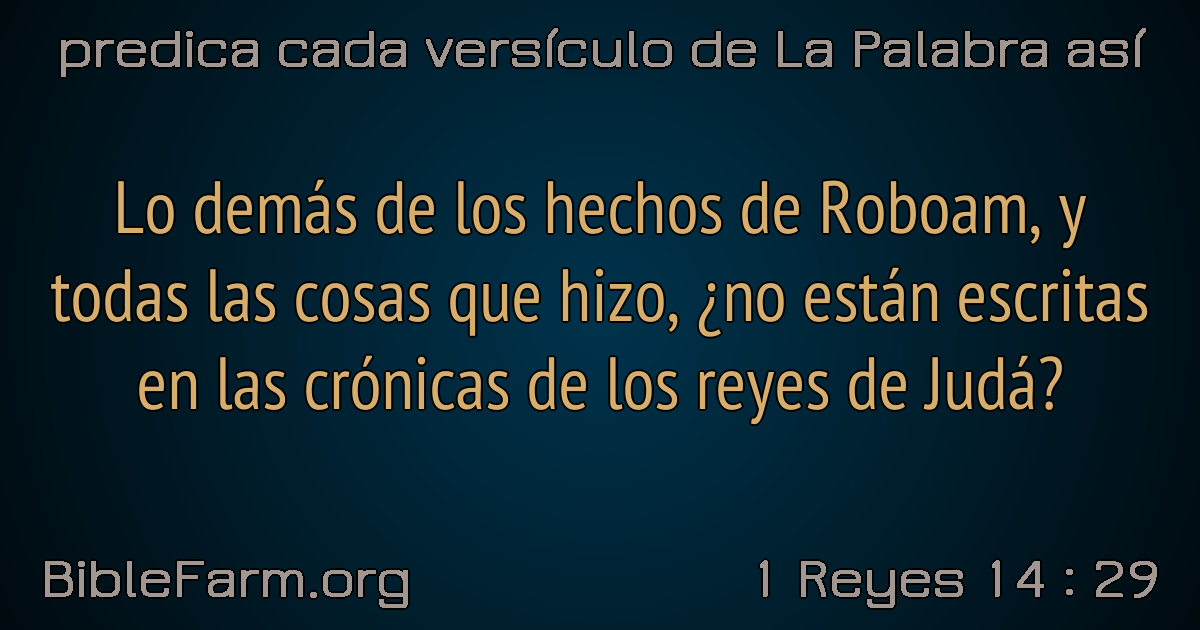 predica cada versículo de La Palabra así
Lo demás de los hechos de Roboam, y
todas las cosas que hizo, ¿no están escritas
en las crónicas de los reyes de Judá?
BibleFarm.org
1 Reyes 14 : 29